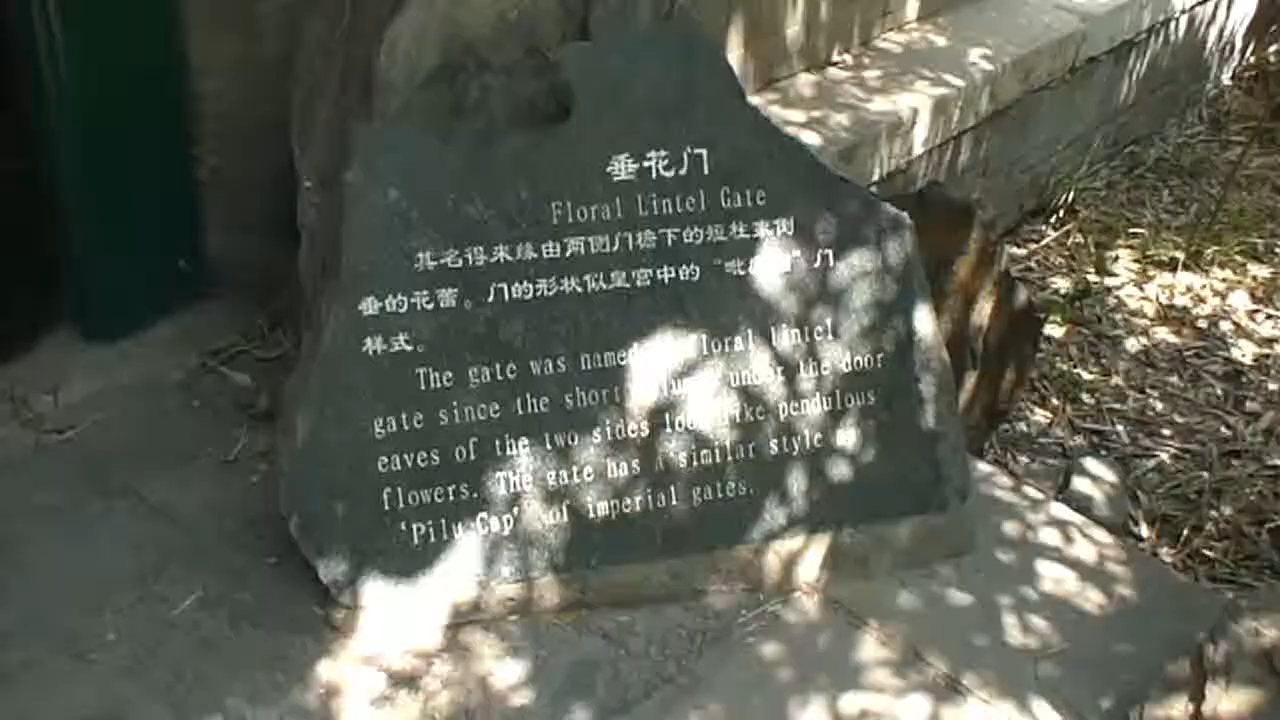 垂花门
Floral Lintel Gate
其名得来缘由两侧门檐下的短柱来倒
垂的花蕾。门的形状似皇宫中的“毗帽”门
样式。
The gate was named Floral Lintel
gate since the short under the door
eaves of the two sides look like pendulous
flowers. The gate has a similar style
‘Pilu Cap’ of imperial gates.